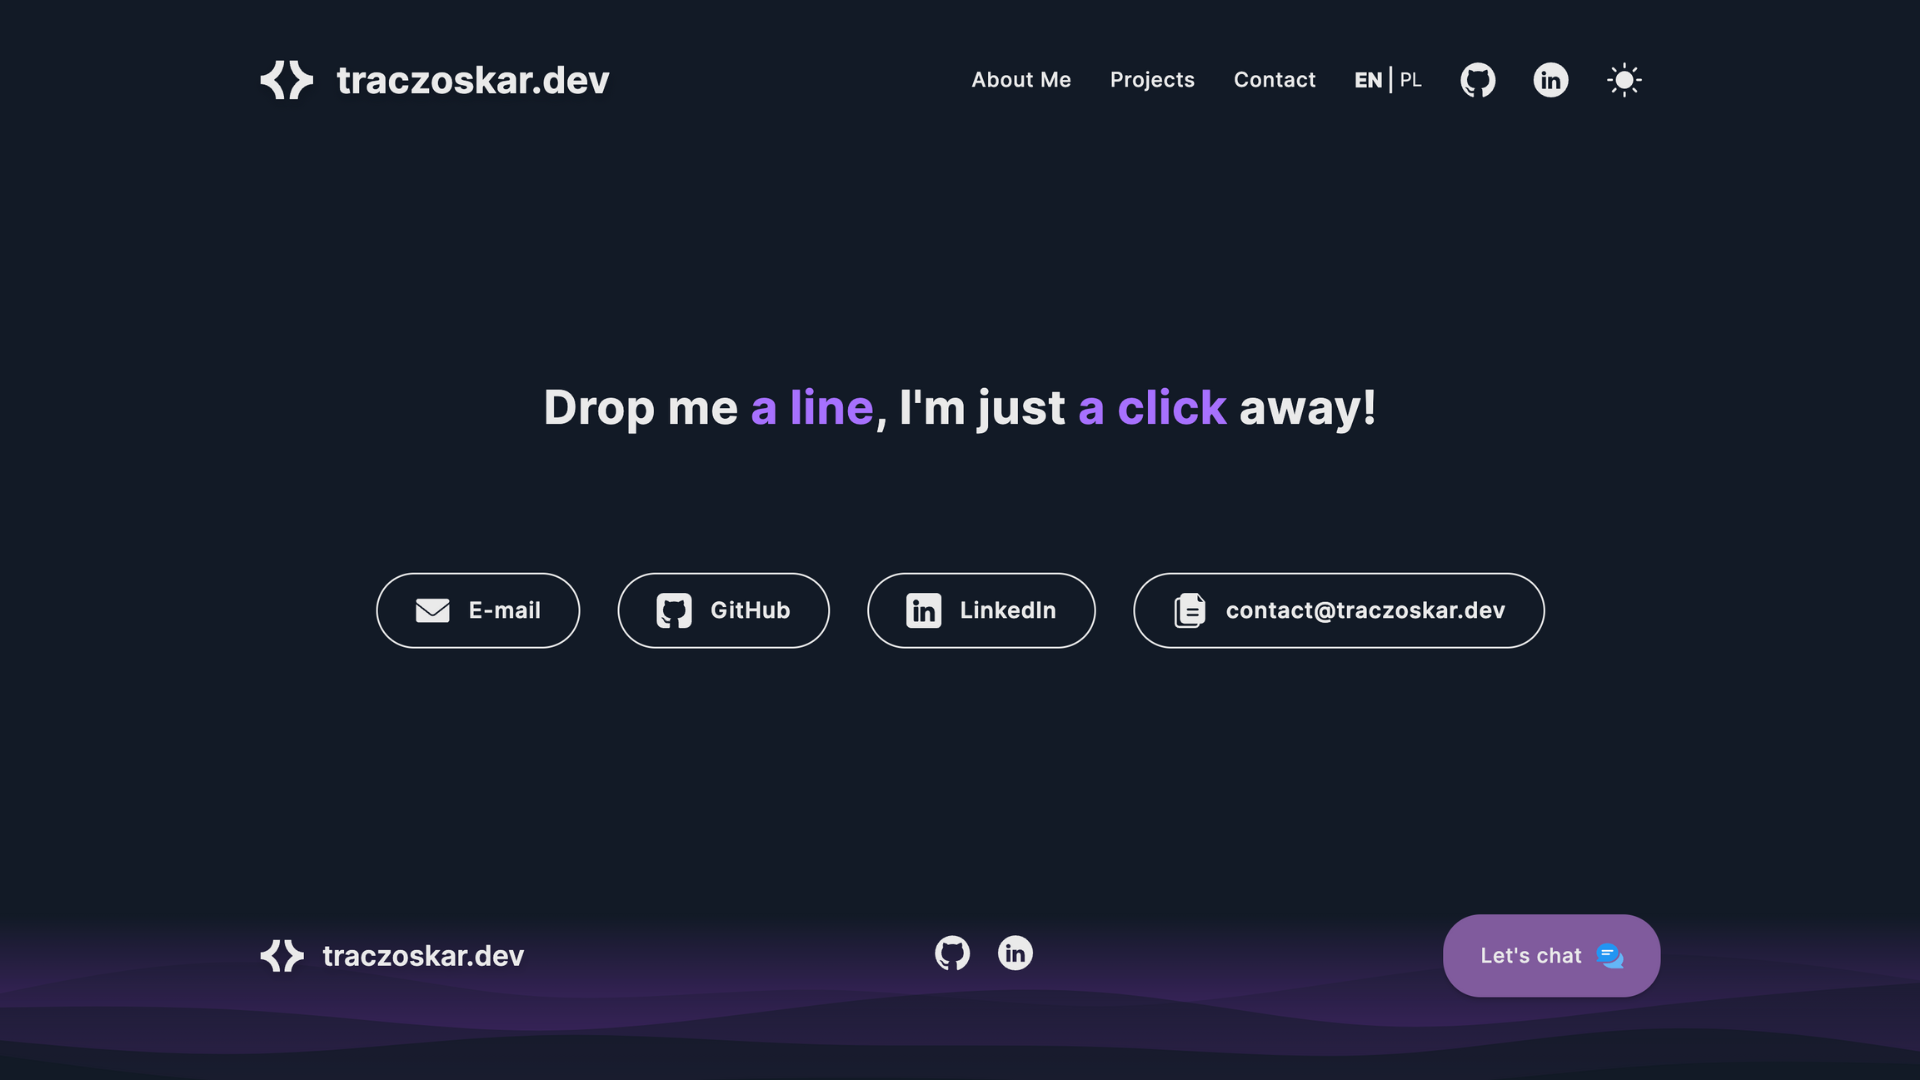 traczoskar.dev
About Me Projects Contact EN | PL
Drop me a line, I'm just a click away!
E-mail GitHub LinkedIn contact@traczoskar.dev
traczoskar.dev
Let's chat